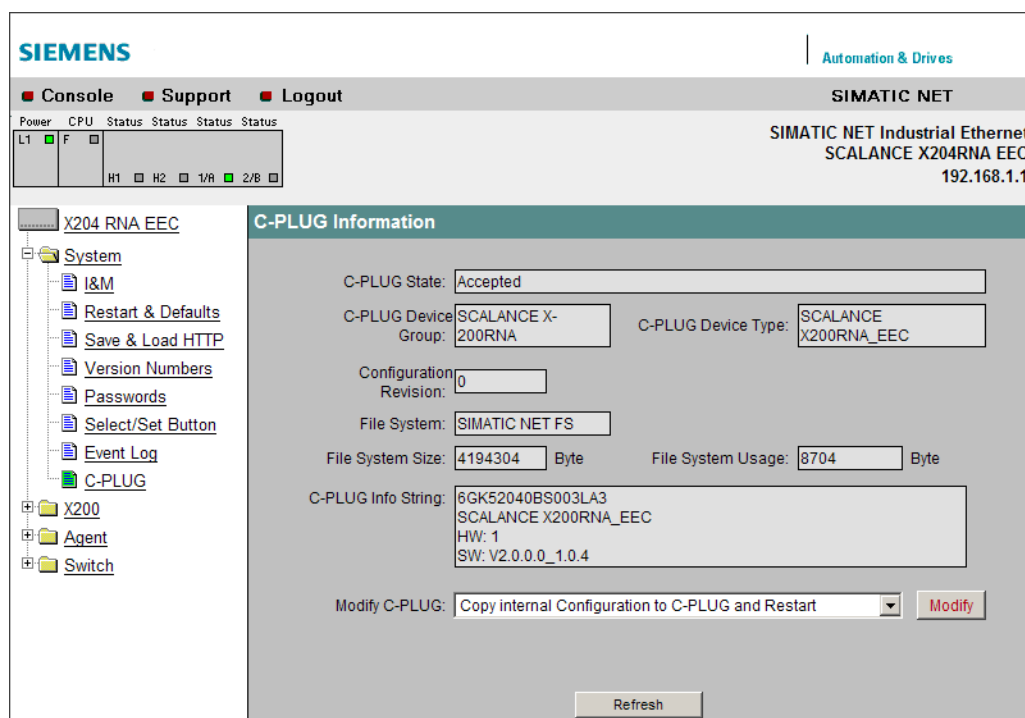 SIEMENS
Automation & Drives
Console Support Logout SIMATIC NET
Power CPU Status Status Status Status
L1 F
H1 H2 1/A 2/B
SIMATIC NET Industrial Ethernet
SCALANCE X204RNA EEC
192.168.1.1
X204 RNA EEC
System
I&M
Restart & Defaults
Save & Load HTTP
Version Numbers
Passwords
Select/Set Button
Event Log
C-PLUG
X200
Agent
Switch
C-PLUG Information
C-PLUG State: Accepted
C-PLUG Device Group: SCALANCE X-
200RNA
C-PLUG Device Type: SCALANCE
X200RNA_EEC
Configuration
Revision: 0
File System: SIMATIC NET FS
File System Size: 4194304 Byte File System Usage: 8704 Byte
C-PLUG Info String: 6GK52040BS003LA3
SCALANCE X200RNA_EEC
HW: 1
SW: V2.0.0.0_1.0.4
Modify C-PLUG: Copy internal Configuration to C-PLUG and Restart Modify
Refresh